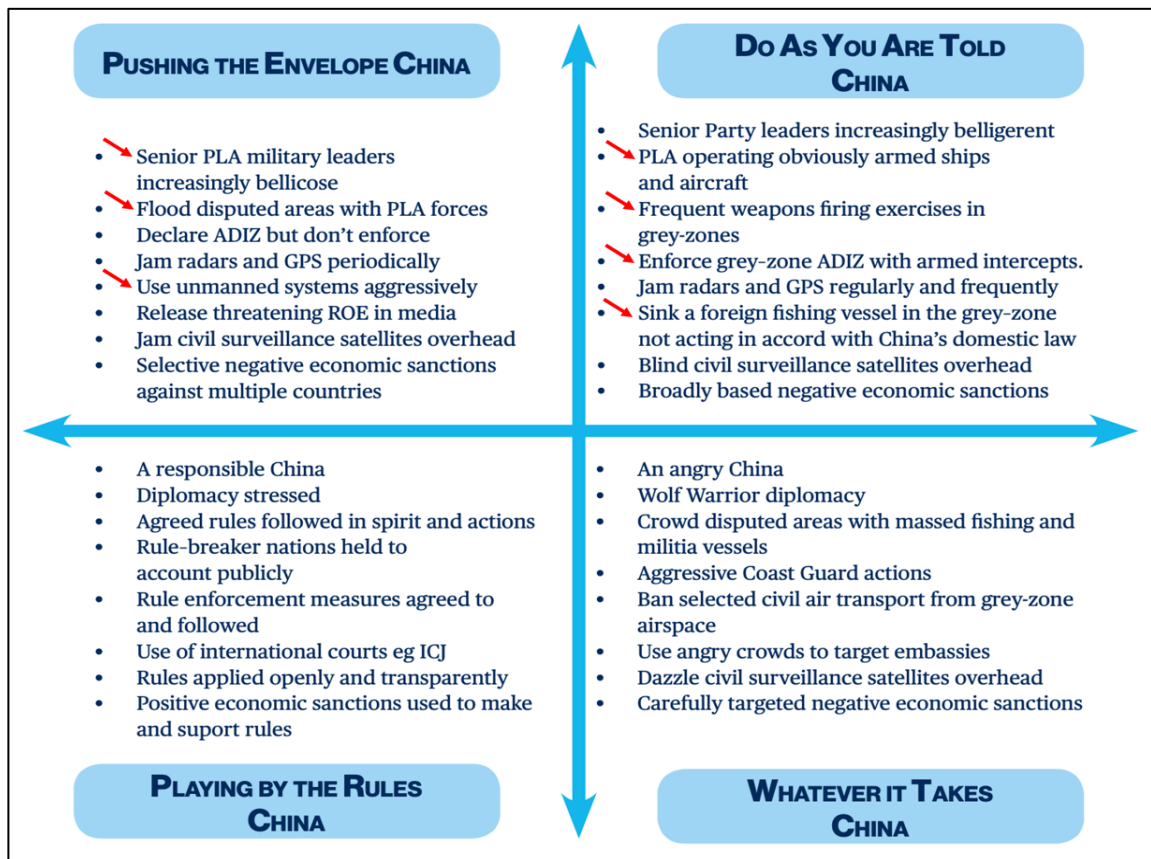 PUSHING THE ENVELOPE CHINA
• Senior PLA military leaders
increasingly bellicose
• Flood disputed areas with PLA forces
• Declare ADIZ but don’t enforce
• Jam radars and GPS periodically
• Use unmanned systems aggressively
• Release threatening ROE in media
• Jam civil surveillance satellites overhead
• Selective negative economic sanctions
against multiple countries
DO AS YOU ARE TOLD
CHINA
• Senior Party leaders increasingly belligerent
• PLA operating obviously armed ships
and aircraft
• Frequent weapons firing exercises in
grey-zones
• Enforce grey-zone ADIZ with armed intercepts.
• Jam radars and GPS regularly and frequently
• Sink a foreign fishing vessel in the grey-zone
not acting in accord with China’s domestic law
• Blind civil surveillance satellites overhead
• Broadly based negative economic sanctions
• A responsible China
• Diplomacy stressed
• Agreed rules followed in spirit and actions
• Rule-breaker nations held to
account publicly
• Rule enforcement measures agreed to
and followed
• Use of international courts eg ICJ
• Rules applied openly and transparently
• Positive economic sanctions used to make
and suport rules
PLAYING BY THE RULES
CHINA
• An angry China
• Wolf Warrior diplomacy
• Crowd disputed areas with massed fishing and
militia vessels
• Aggressive Coast Guard actions
• Ban selected civil air transport from grey-zone
airspace
• Use angry crowds to target embassies
• Dazzle civil surveillance satellites overhead
• Carefully targeted negative economic sanctions
WHATEVER IT TAKES
CHINA